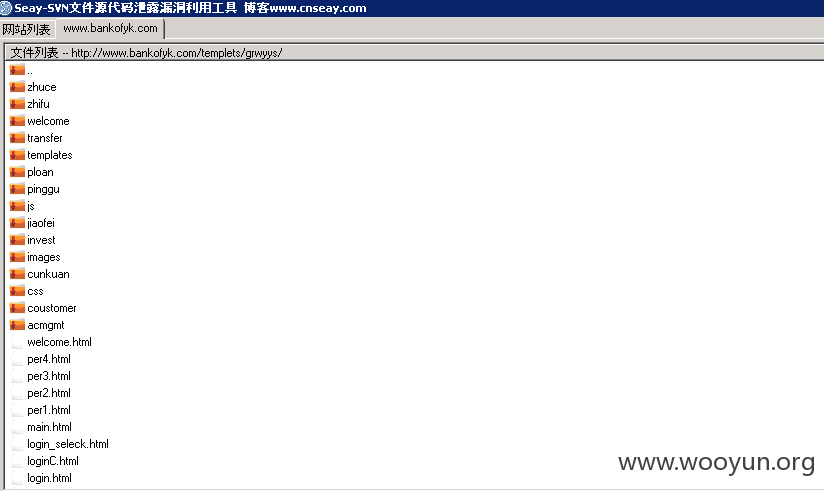 Seay-SVN文件源代码泄露漏洞利用工具 博客www.cnseay.com
网站列表 www.bankofyk.com
文件列表 -- http://www.bankofyk.com/templets/grwyys/
..
zhuce
zhifu
welcome
transfer
templates
ploan
pinggu
js
jiaofei
invest
images
cunkuan
css
coustomer
acmgmt
welcome.html
per4.html
per3.html
per2.html
per1.html
main.html
login_seleck.html
loginC.html
login.html
www.wooyun.org